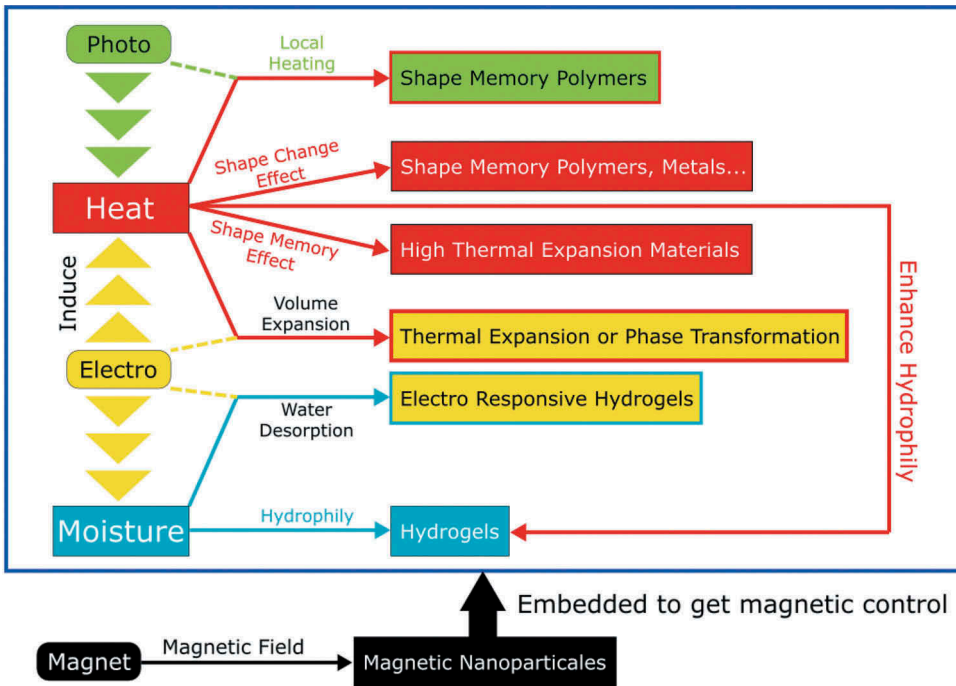 Photo
Local
Heating
Shape Memory Polymers
Shape Change
Effect
Shape Memory Polymers, Metals...
Heat
Shape Memory
Effect
High Thermal Expansion Materials
Induce
Volume
Expansion
Thermal Expansion or Phase Transformation
Enhance Hydrophily
Electro
Electro Responsive Hydrogels
Water
Desorption
Moisture
Hydrophily
Hydrogels
Embedded to get magnetic control
Magnet
Magnetic Field
Magnetic Nanoparticales